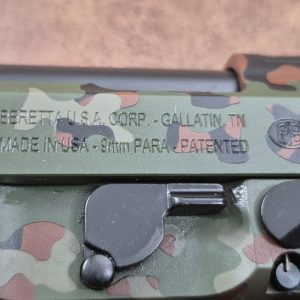 BERETTA U.S.A. CORP. - GALLATIN, TN
MADE IN USA - 9mm PARA - PATENTED